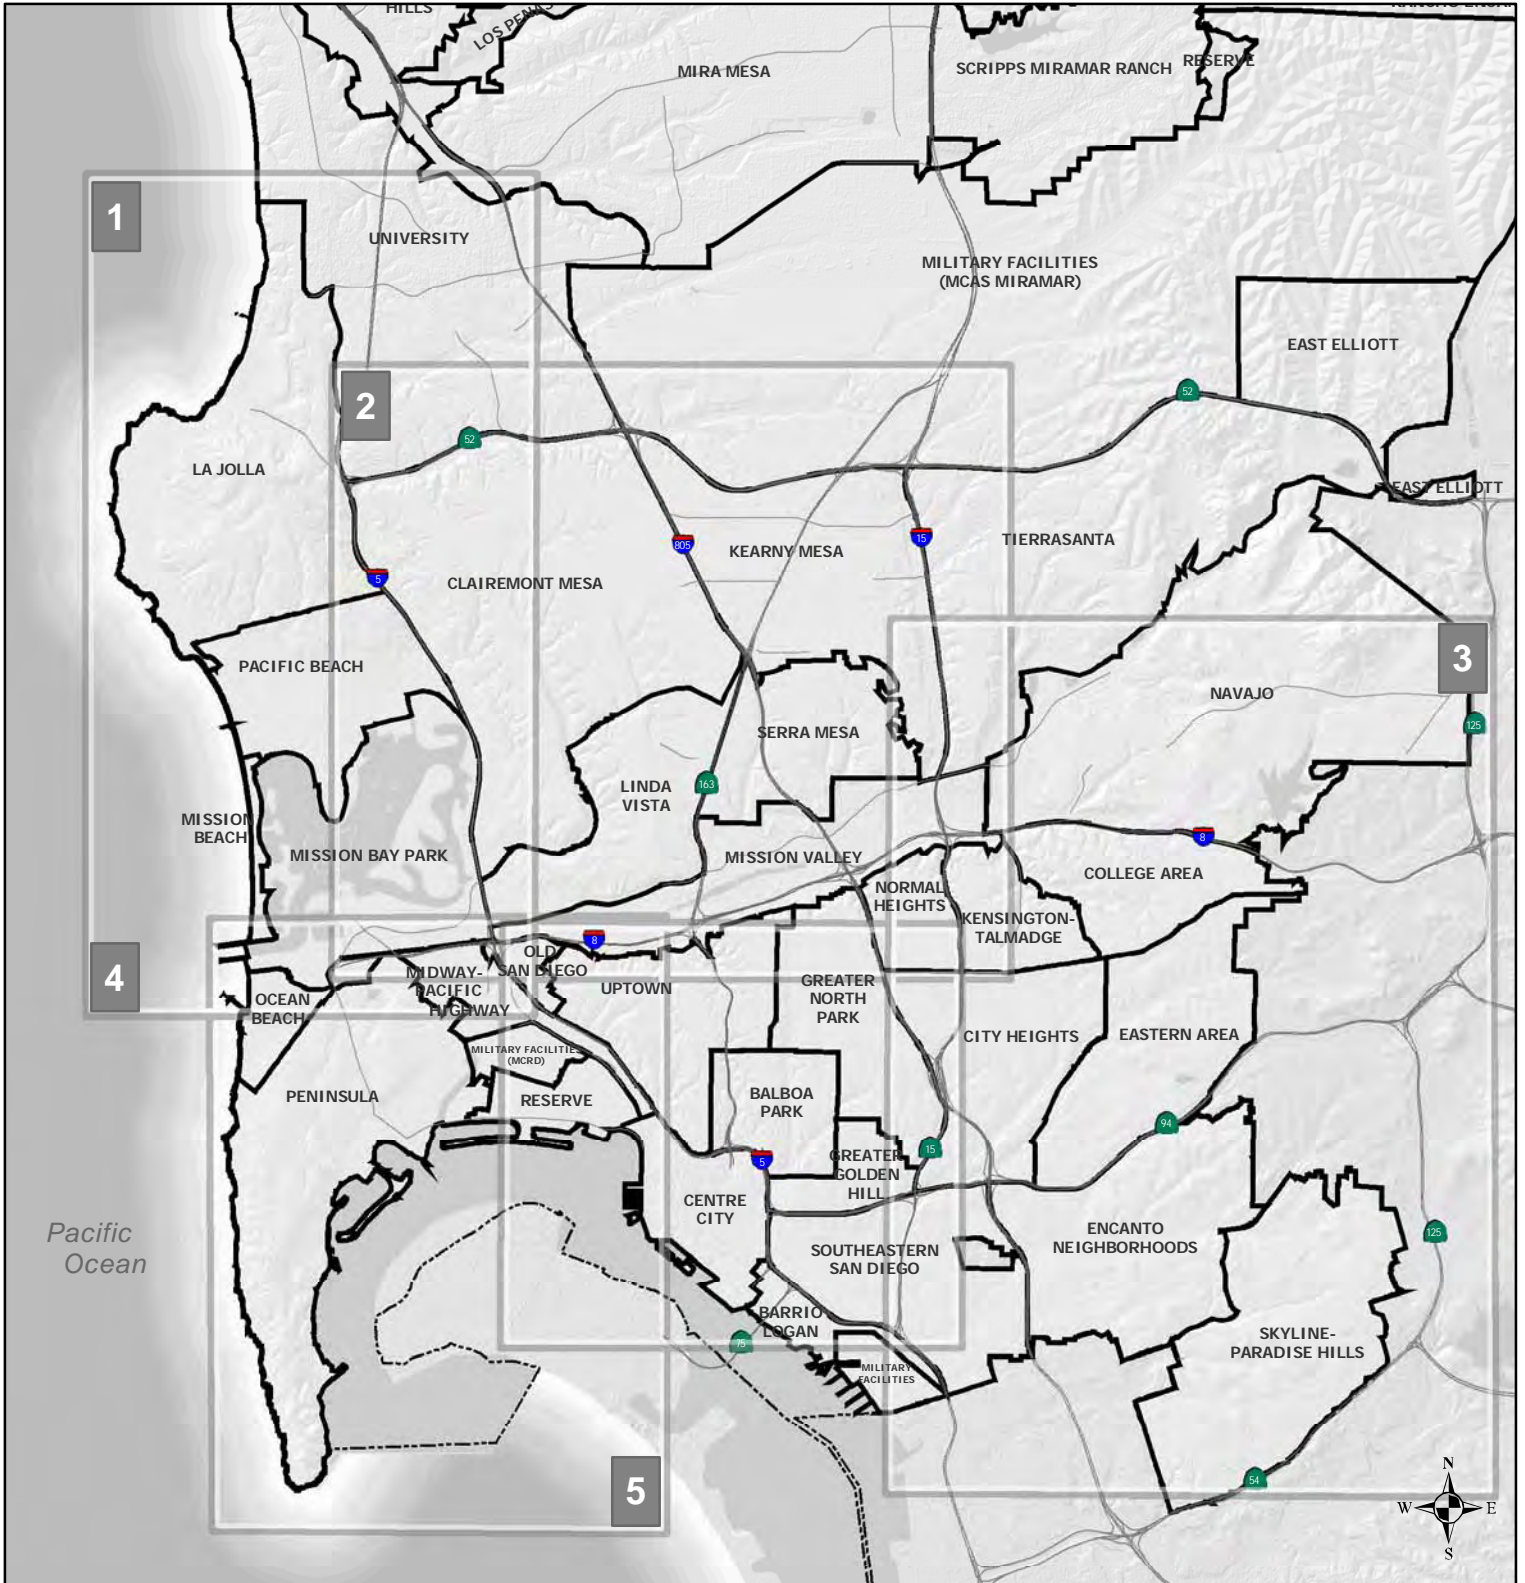 HILLS
LOS PENAS
MIRA MESA
SCRIPPS MIRAMAR RANCH
RESERVE
1
UNIVERSITY
MILITARY FACILITIES
(MCAS MIRAMAR)
EAST ELLIOTT
2
52
52
LA JOLLA
EAST ELLIOTT
805
KEARNY MESA
15
TIERRASANTA
5
CLAIREMONT MESA
3
PACIFIC BEACH
NAVAJO
125
SERRA MESA
163
LINDA
VISTA
MISSION
BEACH
MISSION BAY PARK
MISSION VALLEY
8
COLLEGE AREA
NORMAL
HEIGHTS
KENSINGTON-
TALMADGE
8
OLD
SAN DIEGO
4
MIDWAY-
PACIFIC
HIGHWAY
UPTOWN
GREATER
NORTH
PARK
OCEAN
BEACH
CITY HEIGHTS
EASTERN AREA
MILITARY FACILITIES
(MCRD)
PENINSULA
RESERVE
BALBOA
PARK
94
15
5
GREATER
GOLDEN
HILL
CENTRE
CITY
Pacific
Ocean
ENCANTO
NEIGHBORHOODS
125
SOUTHEASTERN
SAN DIEGO
BARRIO
LOGAN
75
SKYLINE-
PARADISE HILLS
MILITARY
FACILITIES
5
54
N
W
E
S